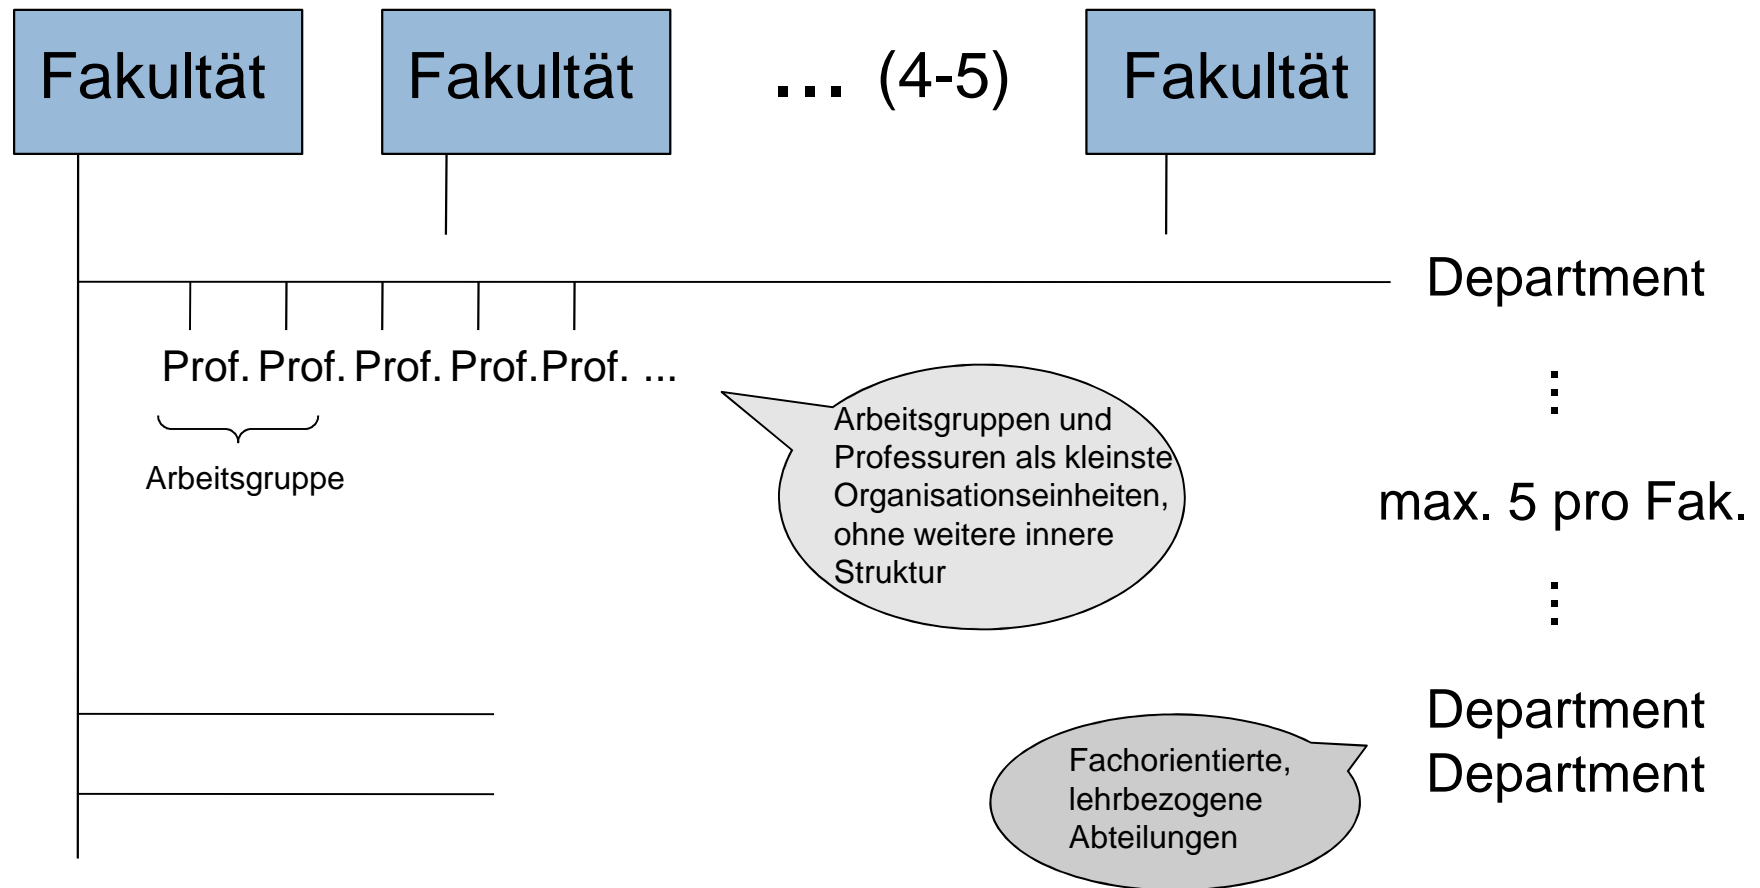 Fakultät Fakultät ... (4-5) Fakultät
Department
Prof. Prof. Prof. Prof. Prof. ...
Arbeitsgruppe
Arbeitsgruppen und
Professuren als kleinste
Organisationseinheiten,
ohne weitere innere
Struktur
...
max. 5 pro Fak.
...
Department
Department
Fachorientierte,
lehrbezogene
Abteilungen